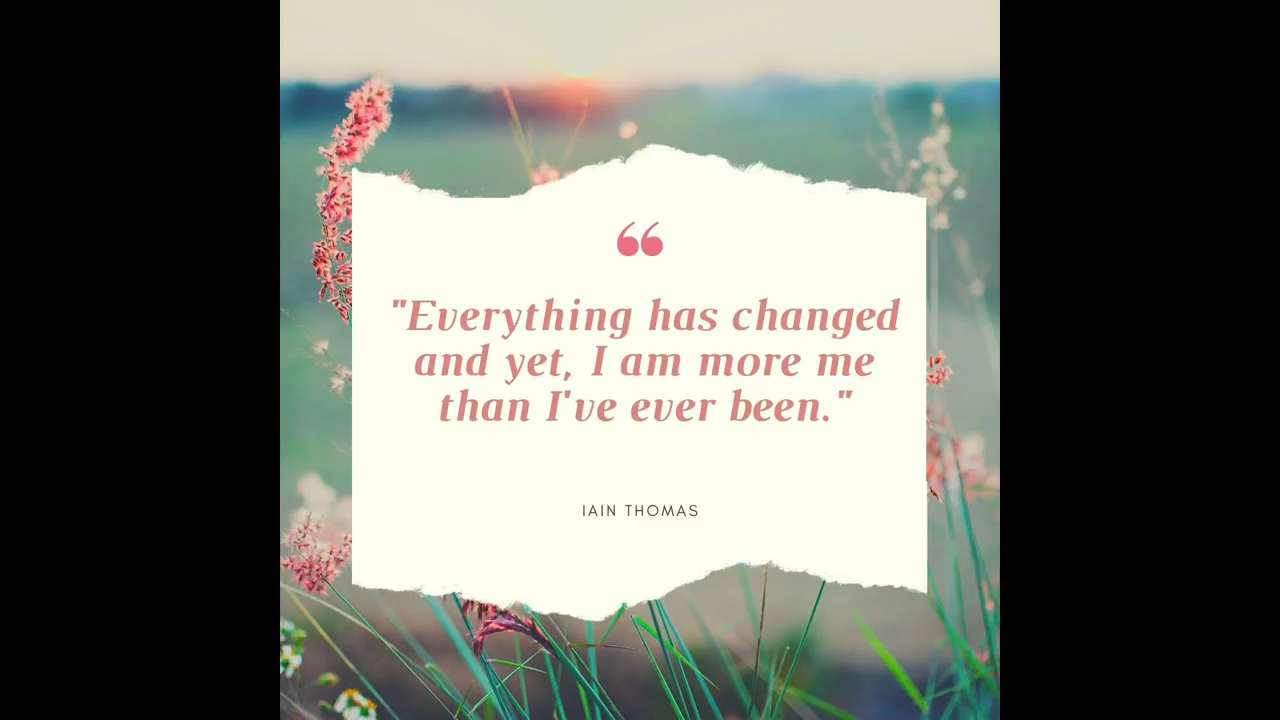 ❝
"Everything has changed
and yet, I am more me
than I've ever been."
IAIN THOMAS